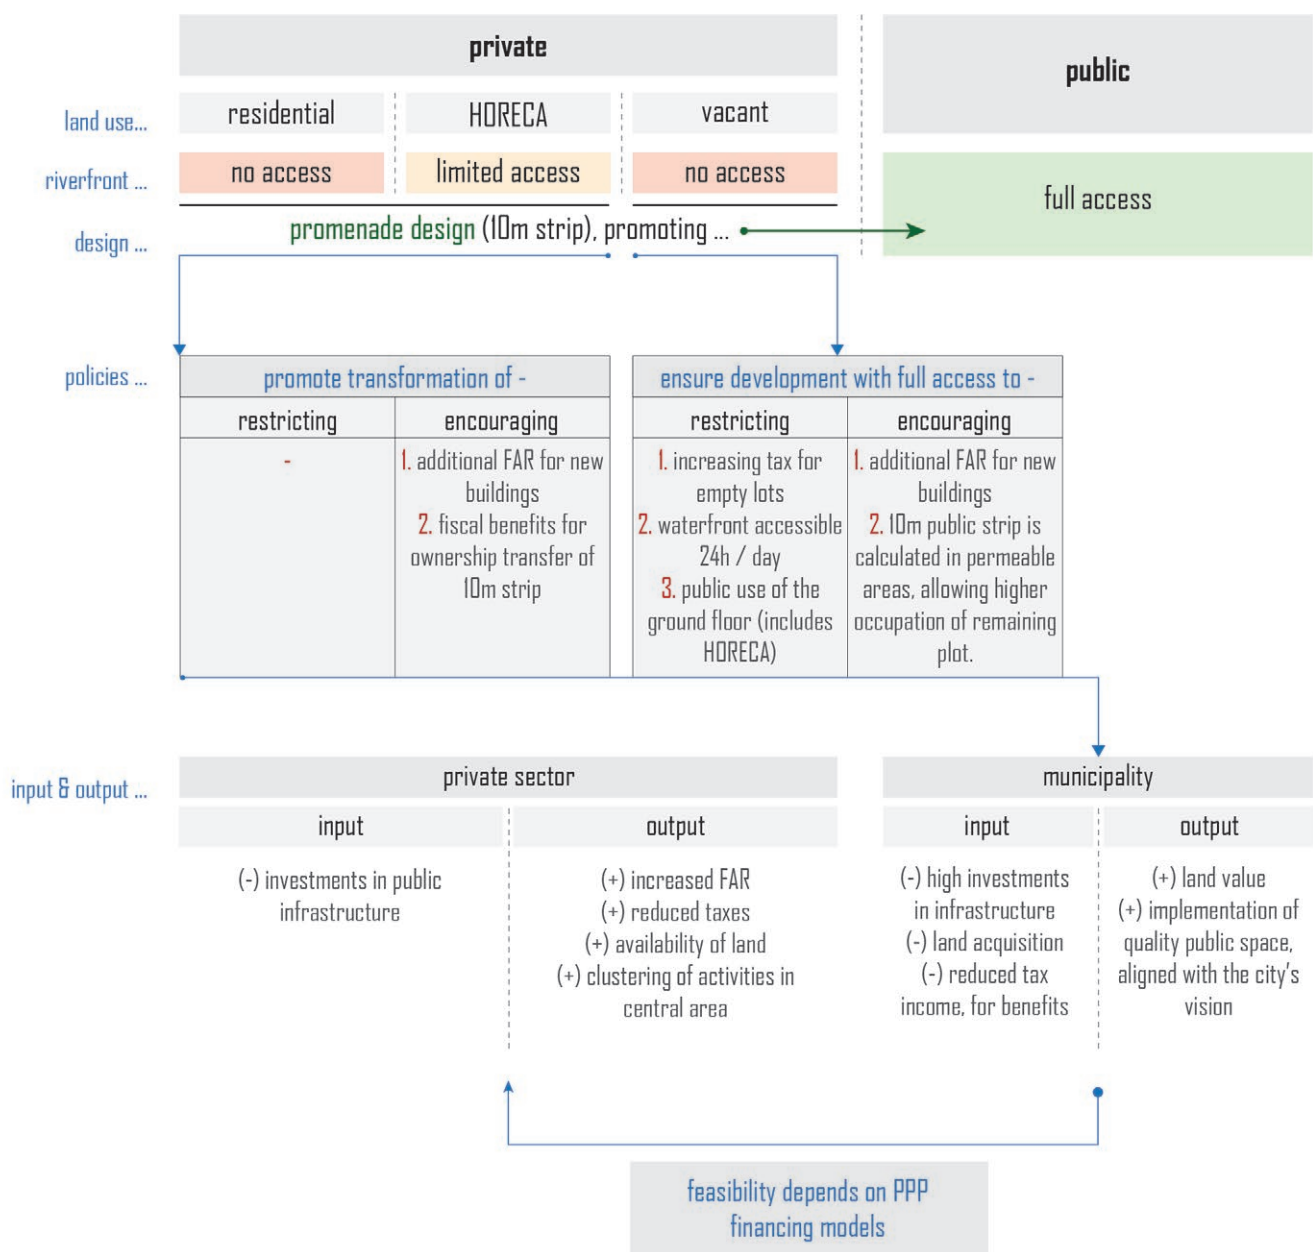 private
public
land use...
residential
HORECA
vacant
riverfront ...
no access
limited access
no access
full access
design ...
promenade design (10m strip), promoting ...
policies ...
promote transformation of -
restricting
encouraging
-
1. additional FAR for new
buildings
2. fiscal benefits for
ownership transfer of
10m strip
ensure development with full access to -
restricting
encouraging
1. increasing tax for
empty lots
2. waterfront accessible
24h / day
3. public use of the
ground floor (includes
HORECA)
1. additional FAR for new
buildings
2. 10m public strip is
calculated in permeable
areas, allowing higher
occupation of remaining
plot.
input & output ...
private sector
input
output
(-) investments in public
infrastructure
(+) increased FAR
(+) reduced taxes
(+) availability of land
(+) clustering of activities in
central area
municipality
input
output
(-) high investments
in infrastructure
(-) land acquisition
(-) reduced tax
income, for benefits
(+) land value
(+) implementation of
quality public space,
aligned with the city's
vision
feasibility depends on PPP
financing models